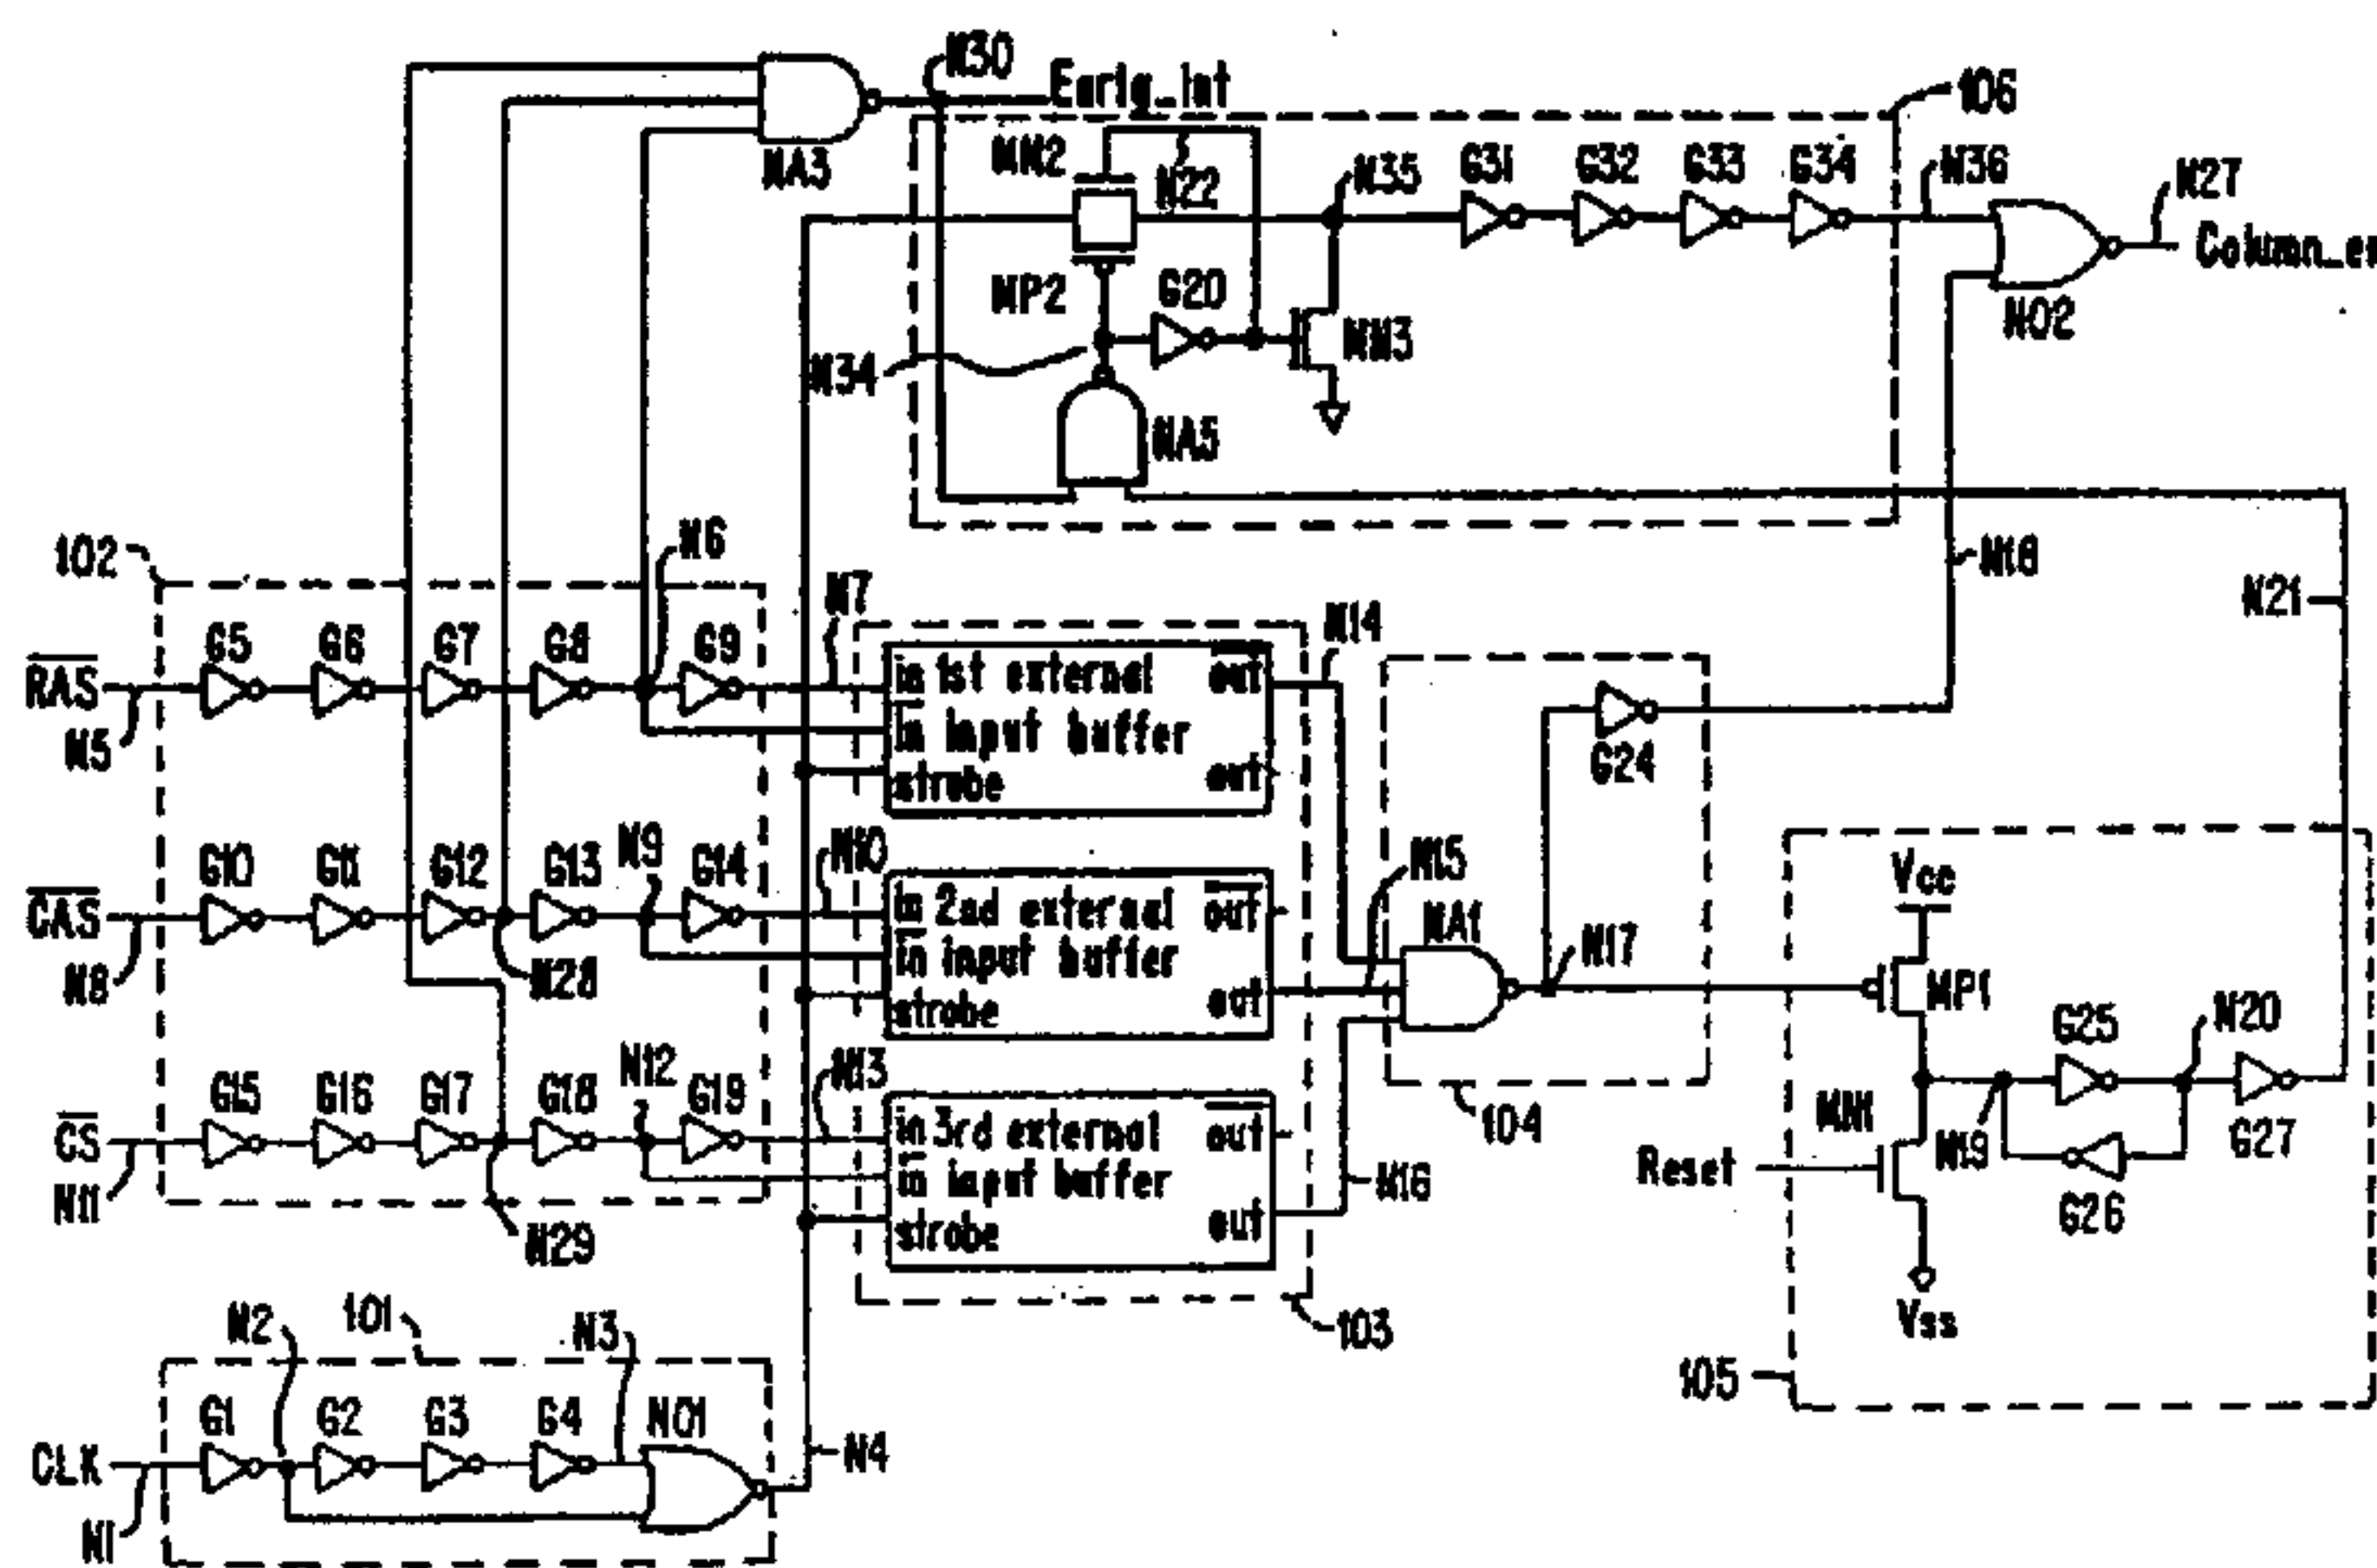 N30
Early_int
106
MN2
N22
NA3
N35
G31
G32
G33
G34
N36
N27
Column_en
MP2
G20
NO2
N34
MN3
NA5
102
N6
N18
N21
N7
N14
G5
G6
G7
G8
G9
RAS
N5
in 1st external out
in input buffer
strobe out
G24
G10
G11
G12
G13
N9
G14
N10
N15
CAS
N8
N28
in 2nd external out
in input buffer
strobe out
NA1
N17
Vcc
MP1
G25
N20
G15
G16
G17
G18
N12
G19
N13
CS
N11
N29
in 3rd external out
in input buffer
strobe out
104
N16
Reset
MN1
N19
G26
G27
Vss
103
105
N2
101
N3
G1
G2
G3
G4
NO1
CLK
N1
N4